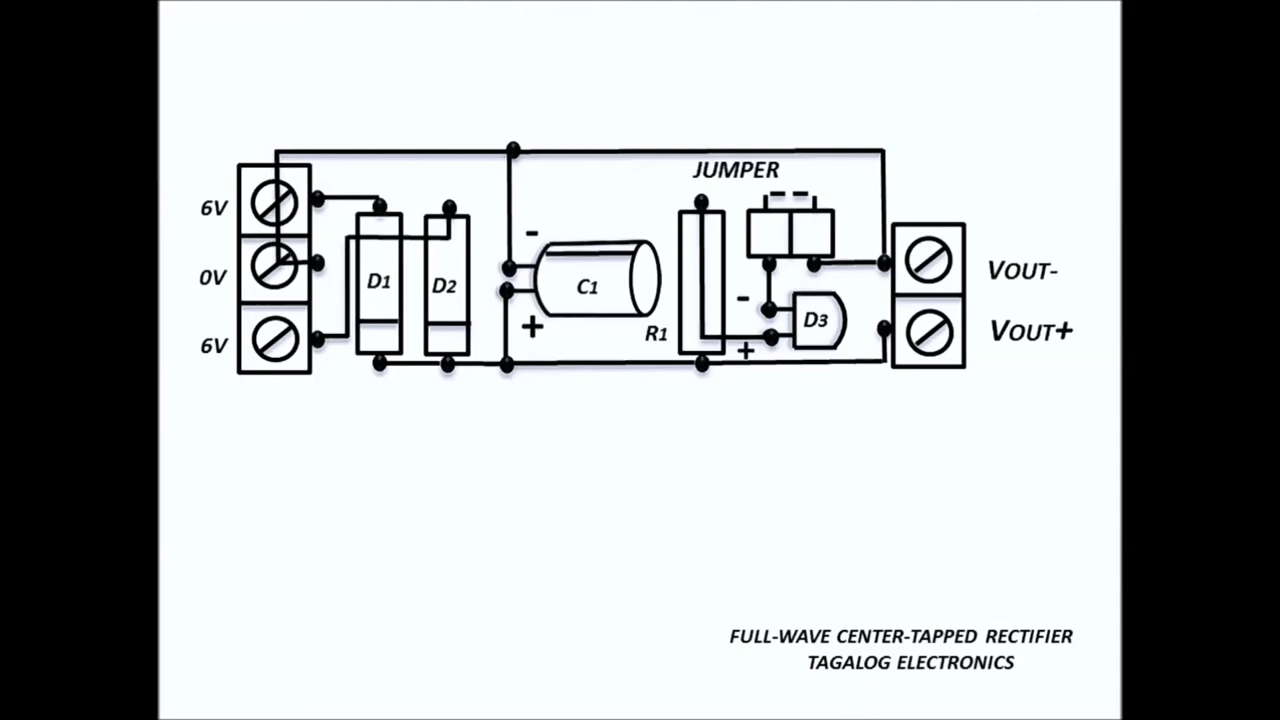 JUMPER
6V
0V
6V
D1
D2
-
C1
+
R1
-
+
D3
VOUT-
VOUT+
FULL-WAVE CENTER-TAPPED RECTIFIER
TAGALOG ELECTRONICS